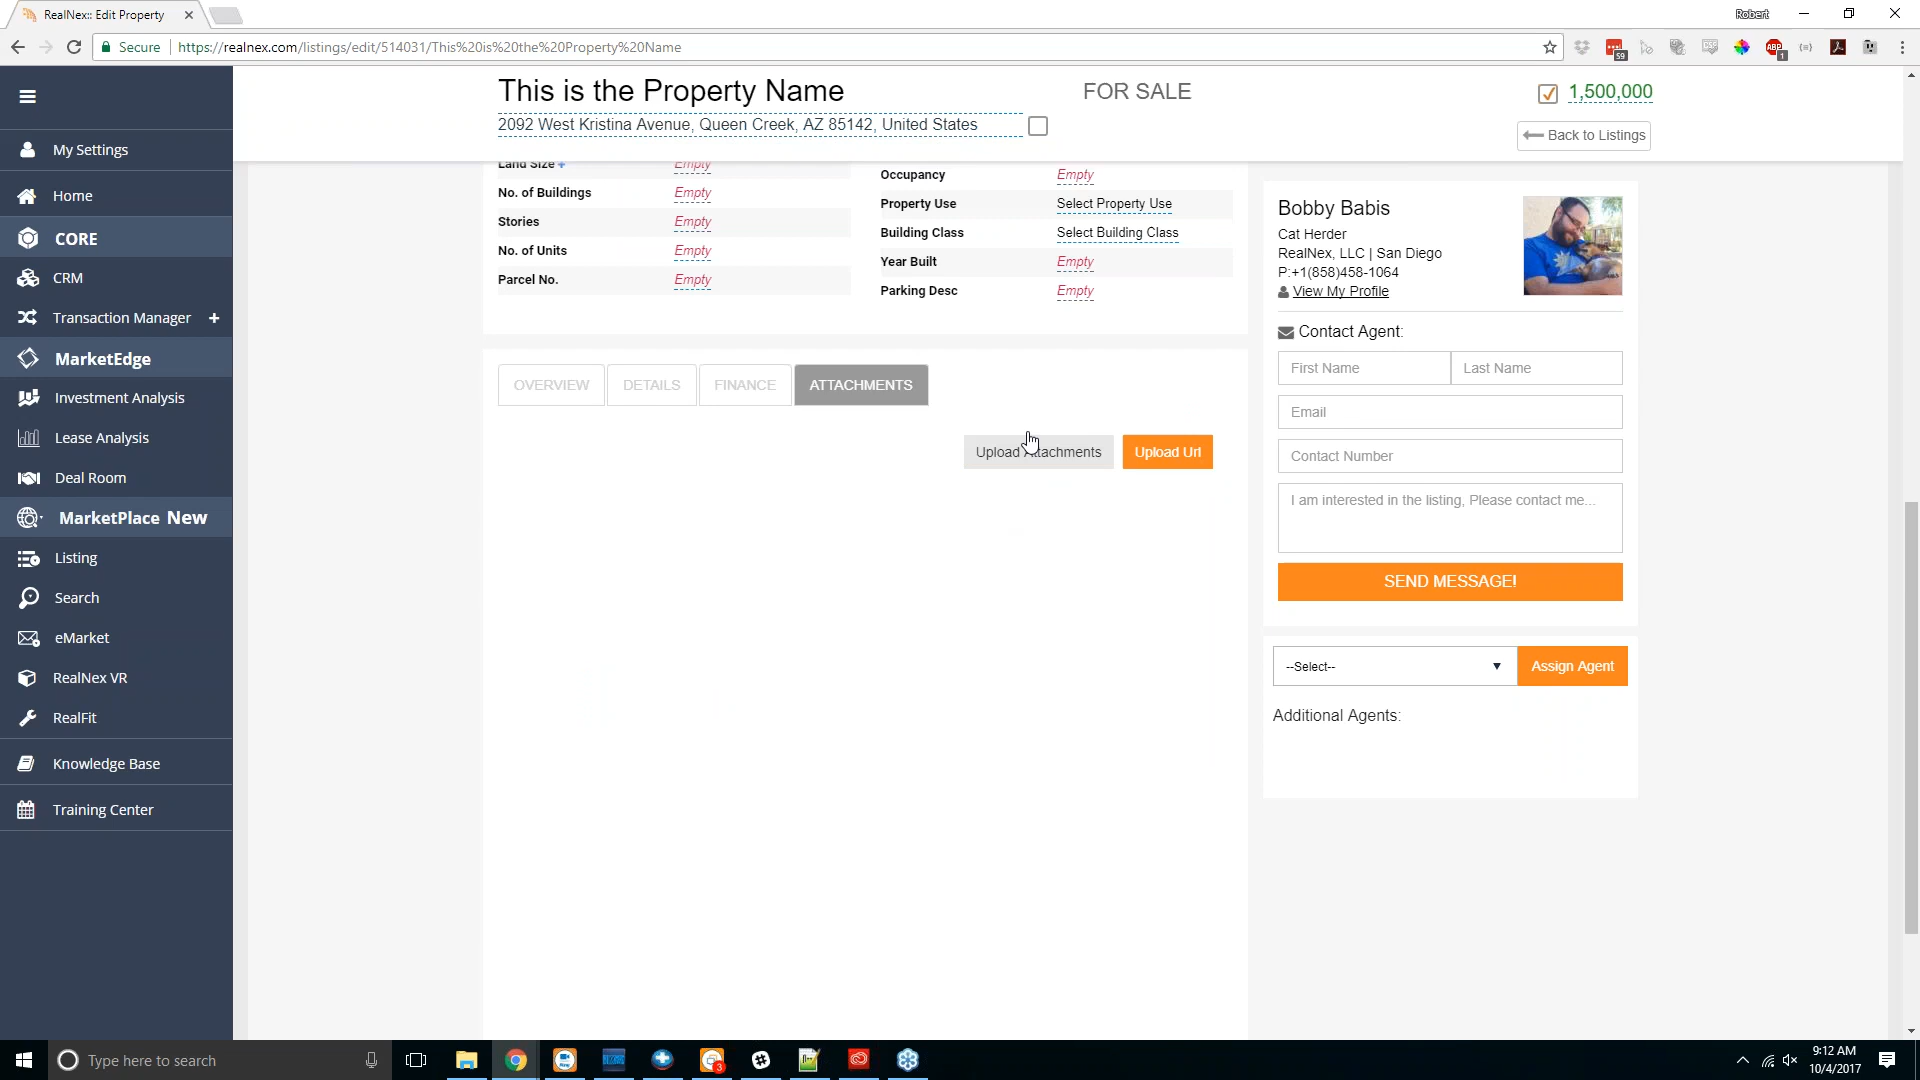 RealNex:: Edit Property
Robert
Secure
https://realnex.com/listings/edit/514031/This%20is%20the%20Property%20Name
59
ABP
1
This is the Property Name
FOR SALE
1,500,000
2092 West Kristina Avenue, Queen Creek, AZ 85142, United States
Back to Listings
My Settings
Home
CORE
CRM
Transaction Manager +
MarketEdge
Investment Analysis
Lease Analysis
Deal Room
MarketPlace New
Listing
Search
eMarket
RealNex VR
RealFit
Knowledge Base
Training Center
Land Size + Empty
No. of Buildings Empty
Stories Empty
No. of Units Empty
Parcel No. Empty
Occupancy Empty
Property Use Select Property Use
Building Class Select Building Class
Year Built Empty
Parking Desc Empty
OVERVIEW DETAILS FINANCE ATTACHMENTS
Upload Attachments Upload Url
Bobby Babis
Cat Herder
RealNex, LLC | San Diego
P:+1(858)458-1064
View My Profile
Contact Agent:
First Name Last Name
Email
Contact Number
I am interested in the listing, Please contact me...
SEND MESSAGE!
--Select-- Assign Agent
Additional Agents:
Type here to search
3
9:12 AM
10/4/2017